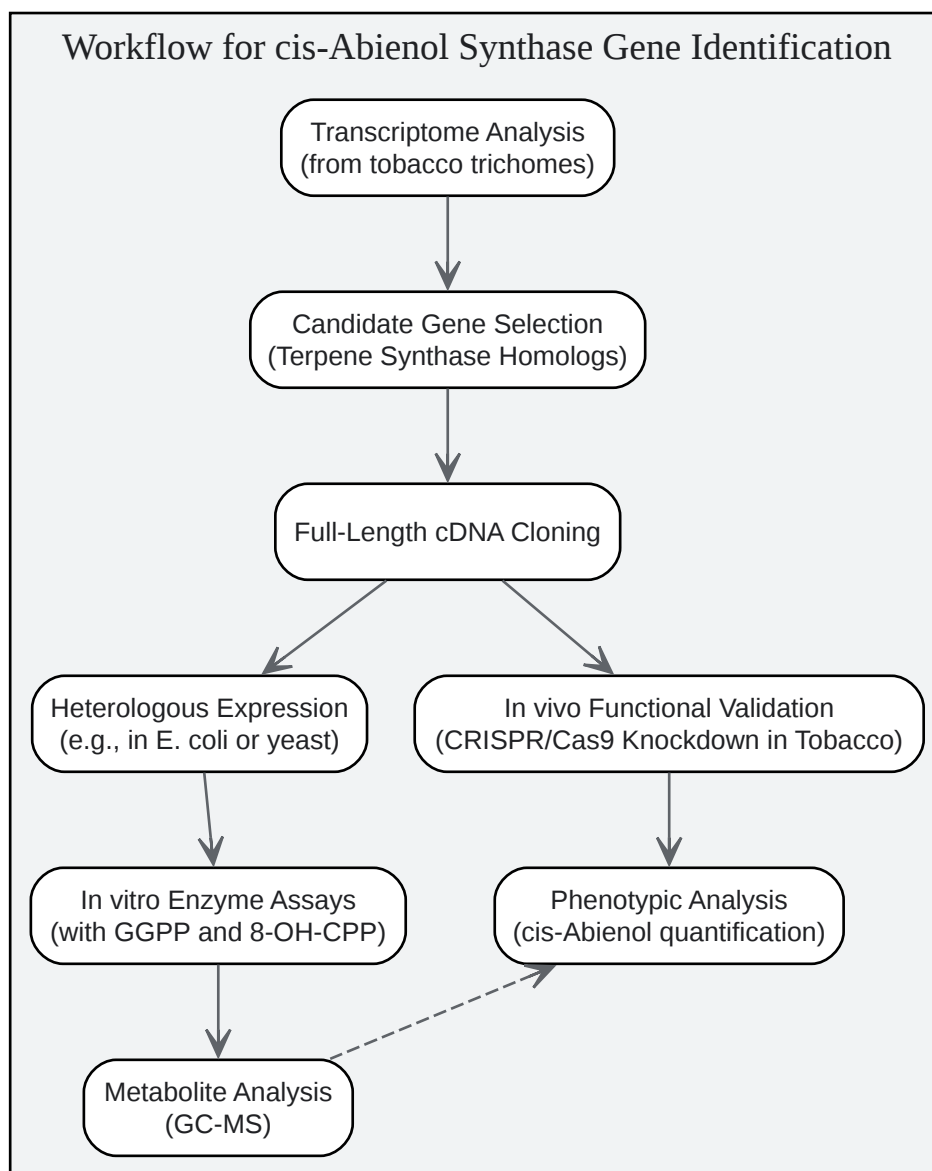 Workflow for cis-Abienol Synthase Gene Identification
Transcriptome Analysis
(from tobacco trichomes)
Candidate Gene Selection
(Terpene Synthase Homologs)
Full-Length cDNA Cloning
Heterologous Expression
(e.g., in E. coli or yeast)
In vivo Functional Validation
(CRISPR/Cas9 Knockdown in Tobacco)
In vitro Enzyme Assays
(with GGPP and 8-OH-CPP)
Phenotypic Analysis
(cis-Abienol quantification)
Metabolite Analysis
(GC-MS)